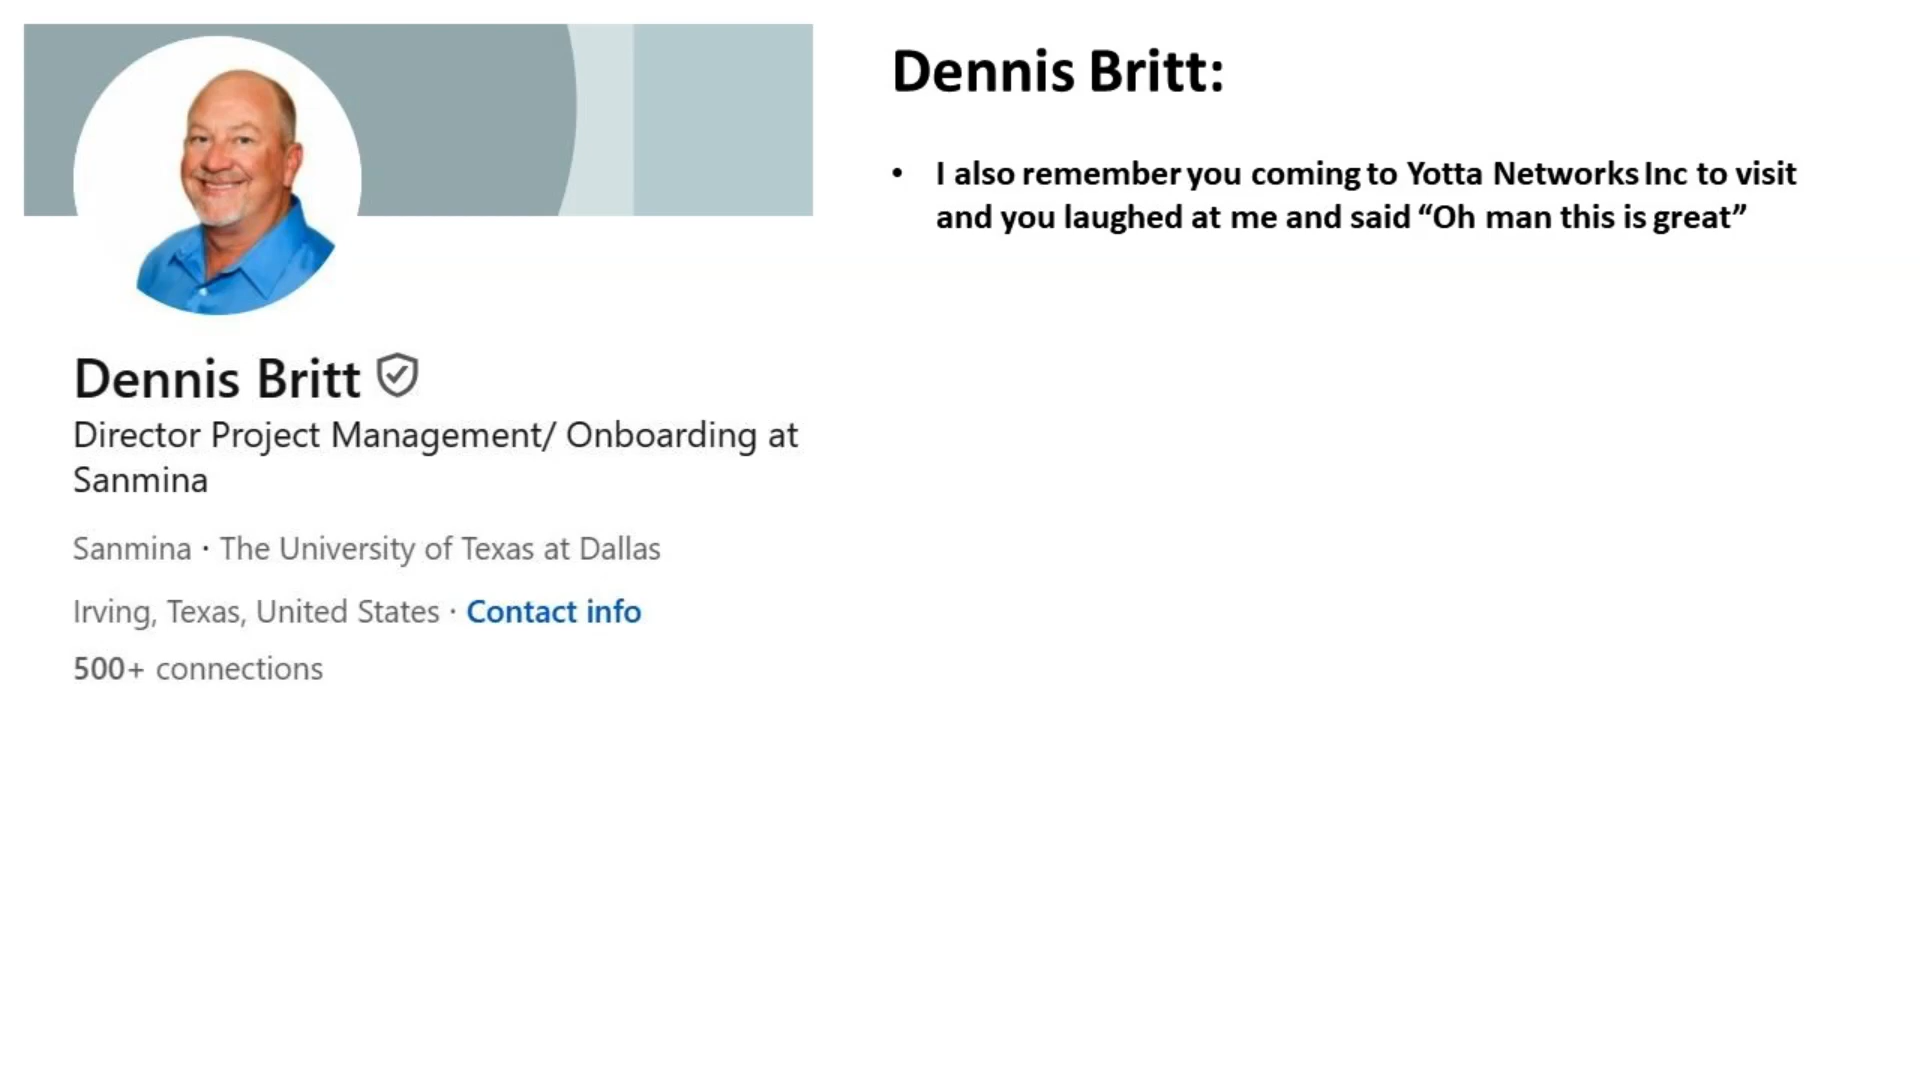 Dennis Britt
Director Project Management/ Onboarding at
Sanmina
Sanmina · The University of Texas at Dallas
Irving, Texas, United States · Contact info
500+ connections
Dennis Britt:
• I also remember you coming to Yotta Networks Inc to visit
and you laughed at me and said “Oh man this is great”